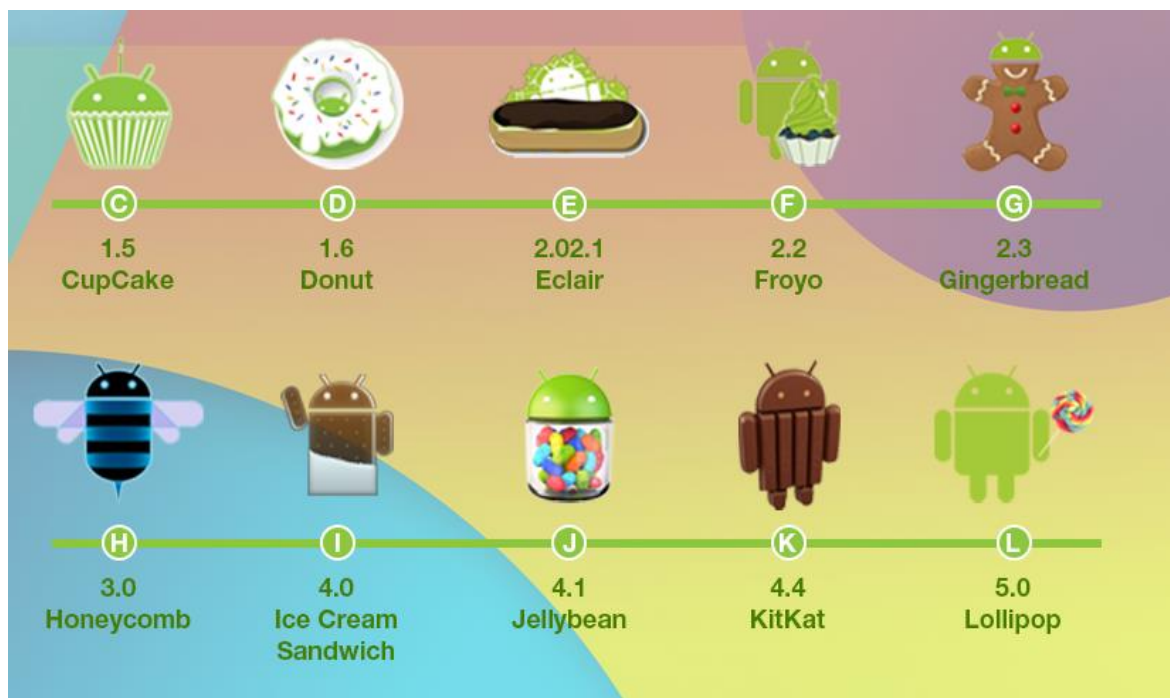 C D E F G
1.5 1.6 2.02.1 2.2 2.3
CupCake Donut Eclair Froyo Gingerbread
H I J K L
3.0 4.0 4.1 4.4 5.0
Honeycomb Ice Cream Jellybean KitKat Lollipop
Sandwich